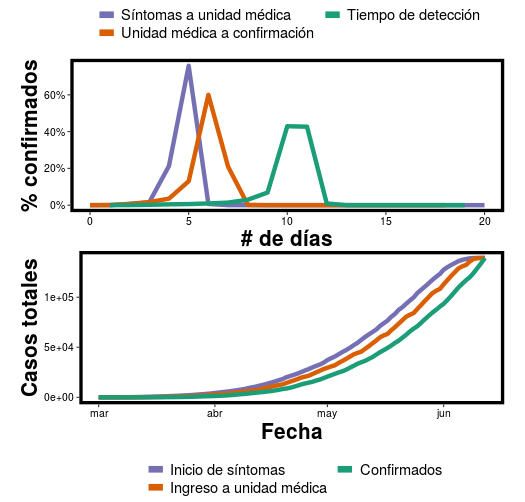 Síntomas a unidad médica
Tiempo de detección
Unidad médica a confirmación
% confirmados
60%
40%
20%
0%
0 5 10 15 20
# de días
Casos totales
1e+05
5e+04
0e+00
mar abr may jun
Fecha
Inicio de síntomas
Confirmados
Ingreso a unidad médica